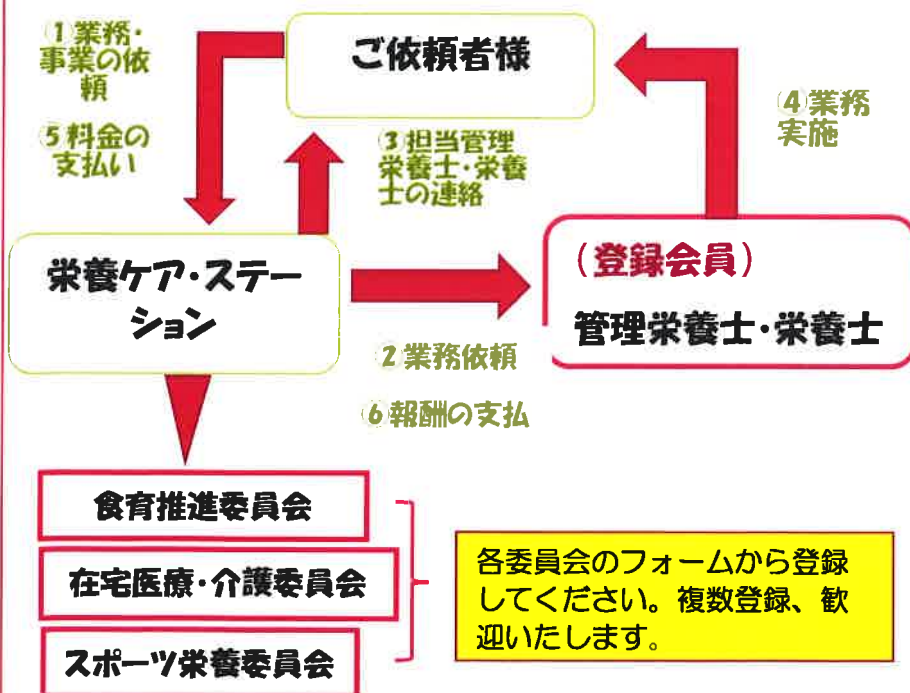 ①業務・
事業の依
頼
⑤料金の
支払い
ご依頼者様
③担当管理
栄養士・栄養
士の連絡
④業務
実施
栄養ケア・ステー
ション
(登録会員)
管理栄養士・栄養士
2業務依頼
⑥報酬の支払
食育推進委員会
在宅医療・介護委員会
スポーツ栄養委員会
各委員会のフォームから登録
してください。複数登録、歓
迎いたします。